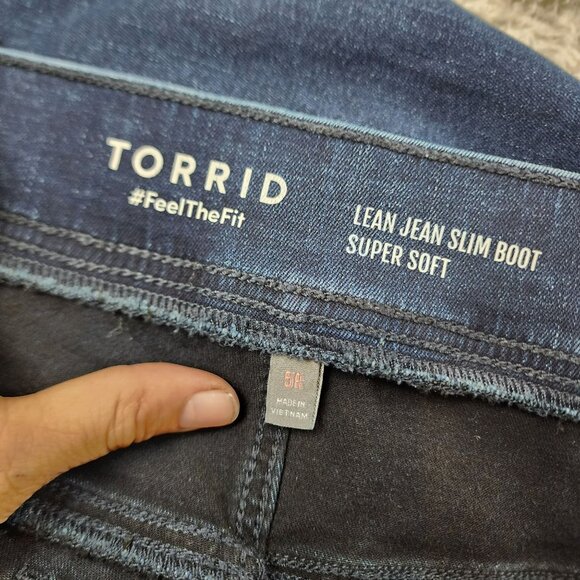 TORRID
#FeelTheFit
LEAN JEAN SLIM BOOT
SUPER SOFT
MADE IN
VIETNAM